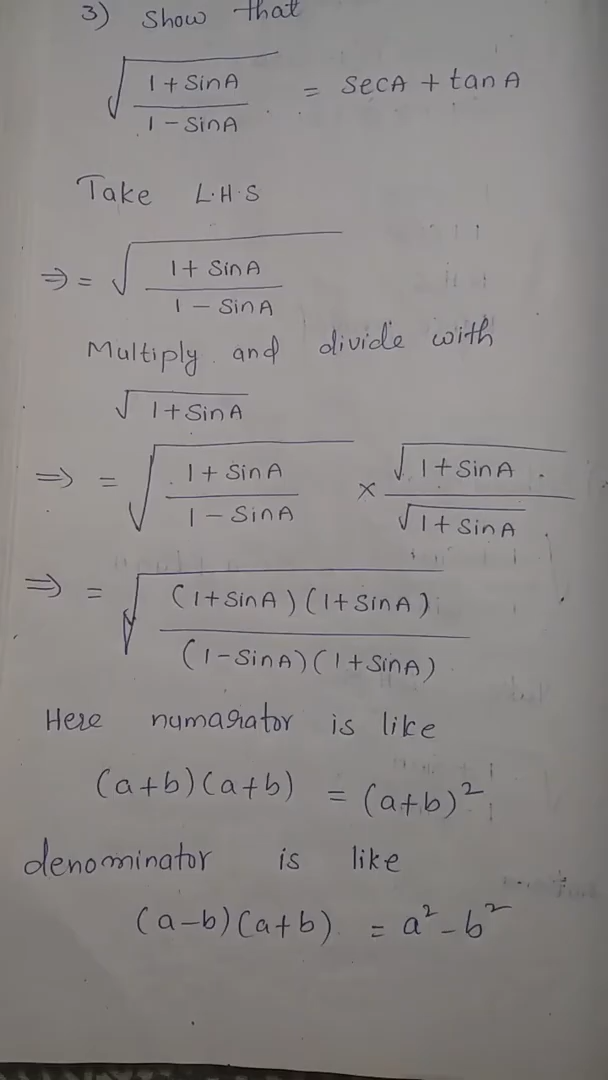 3) Show that
√(1 + SinA / 1 - SinA) = SecA + tan A
Take L.H.S
⇒ = √(1 + SinA / 1 - SinA)
Multiply and divide with
√1 + SinA
⇒ = √(1 + SinA / 1 - SinA) × √1 + SinA / √1 + SinA
⇒ = √((1 + SinA) (1 + SinA) / (1 - SinA) (1 + SinA))
Here numarator is like
(a+b) (a+b) = (a+b)²
denominator is like
(a-b) (a+b) = a² - b²